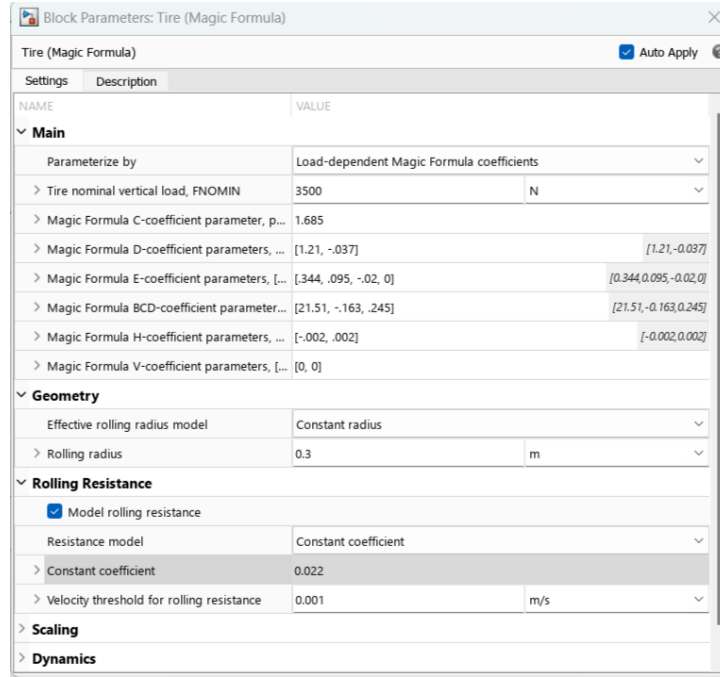 Block Parameters: Tire (Magic Formula)
Tire (Magic Formula) Auto Apply
Settings Description
NAME VALUE
Main
Parameterize by Load-dependent Magic Formula coefficients
Tire nominal vertical load, FNOMIN 3500 N
Magic Formula C-coefficient parameter, p... 1.685
Magic Formula D-coefficient parameters, ... [1.21, -.037] [1.21,-0.037]
Magic Formula E-coefficient parameters, [... [.344, .095, -.02, 0] [0.344,0.095,-0.02,0]
Magic Formula BCD-coefficient parameter... [21.51, -.163, .245] [21.51,-0.163,0.245]
Magic Formula H-coefficient parameters, ... [-.002, .002] [-0.002,0.002]
Magic Formula V-coefficient parameters, [... [0, 0]
Geometry
Effective rolling radius model Constant radius
Rolling radius 0.3 m
Rolling Resistance
Model rolling resistance
Resistance model Constant coefficient
Constant coefficient 0.022
Velocity threshold for rolling resistance 0.001 m/s
Scaling
Dynamics